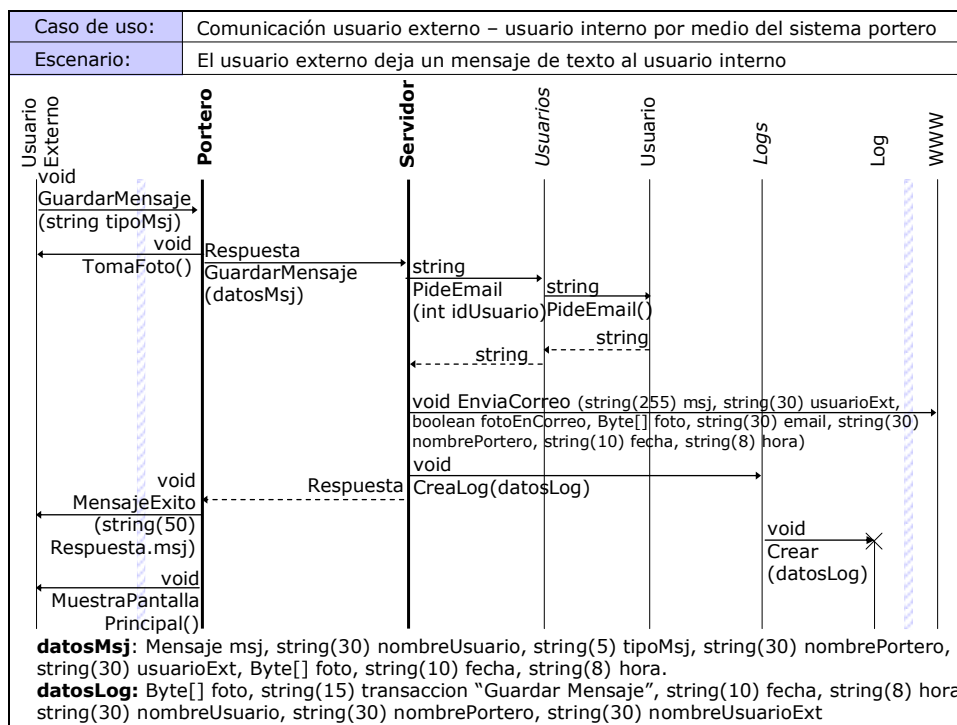 Caso de uso: Comunicación usuario externo – usuario interno por medio del sistema portero
Escenario: El usuario externo deja un mensaje de texto al usuario interno
Usuario
Externo
Portero
Servidor
Usuarios
Usuario
Logs
Log
WWW
void
GuardarMensaje
(string tipoMsj)
void
TomaFoto()
Respuesta
GuardarMensaje
(datosMsj)
string
PideEmail
(int idUsuario)
string
PideEmail()
string
string
void EnviaCorreo (string(255) msj, string(30) usuarioExt,
boolean fotoEnCorreo, Byte[] foto, string(30) email, string(30)
nombrePortero, string(10) fecha, string(8) hora)
void
CreaLog(datosLog)
Respuesta
void
MensajeExito
(string(50)
Respuesta.msj)
void
Crear
(datosLog)
void
MuestraPantalla
Principal()
datosMsj: Mensaje msj, string(30) nombreUsuario, string(5) tipoMsj, string(30) nombrePortero,
string(30) usuarioExt, Byte[] foto, string(10) fecha, string(8) hora.
datosLog: Byte[] foto, string(15) transaccion “Guardar Mensaje”, string(10) fecha, string(8) hora
string(30) nombreUsuario, string(30) nombrePortero, string(30) nombreUsuarioExt